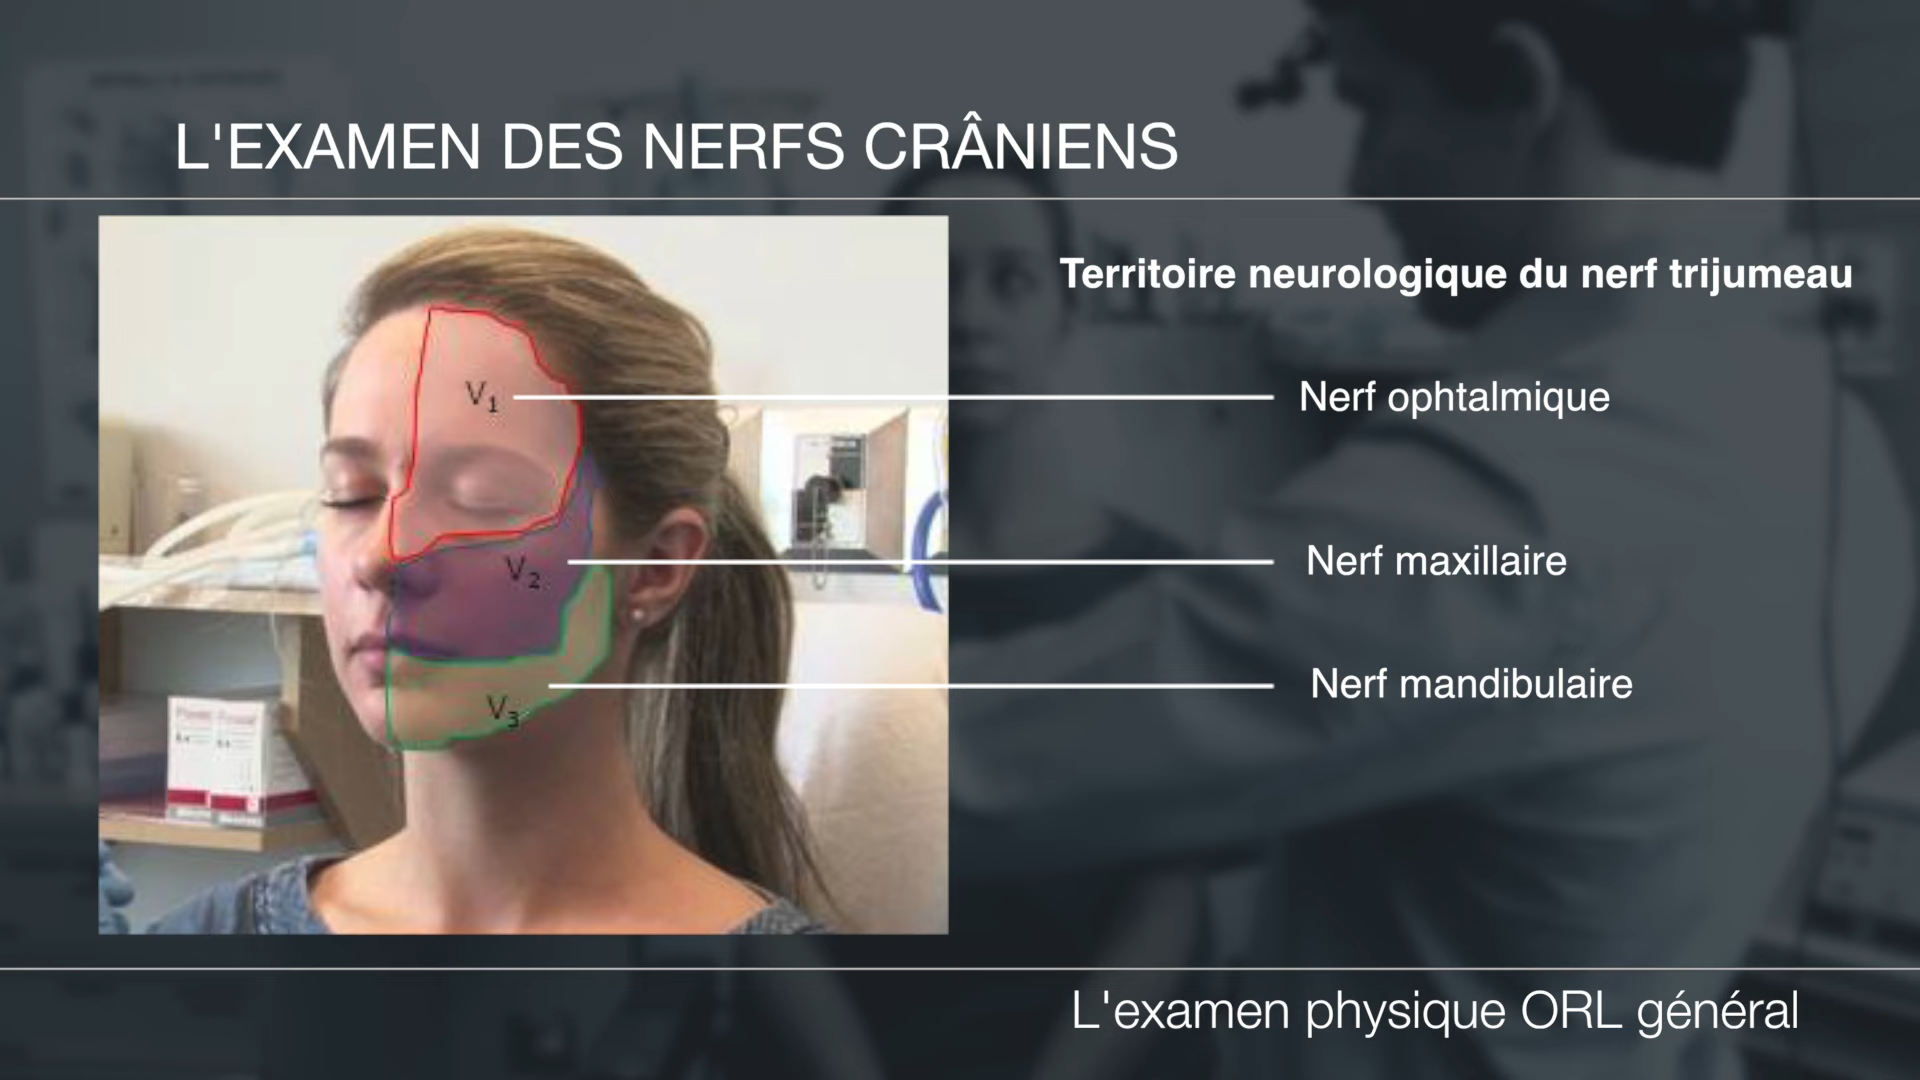 L'EXAMEN DES NERFS CRÂNIENS
Territoire neurologique du nerf trijumeau
V1
Nerf ophtalmique
V2
Nerf maxillaire
V3
Nerf mandibulaire
L'examen physique ORL général